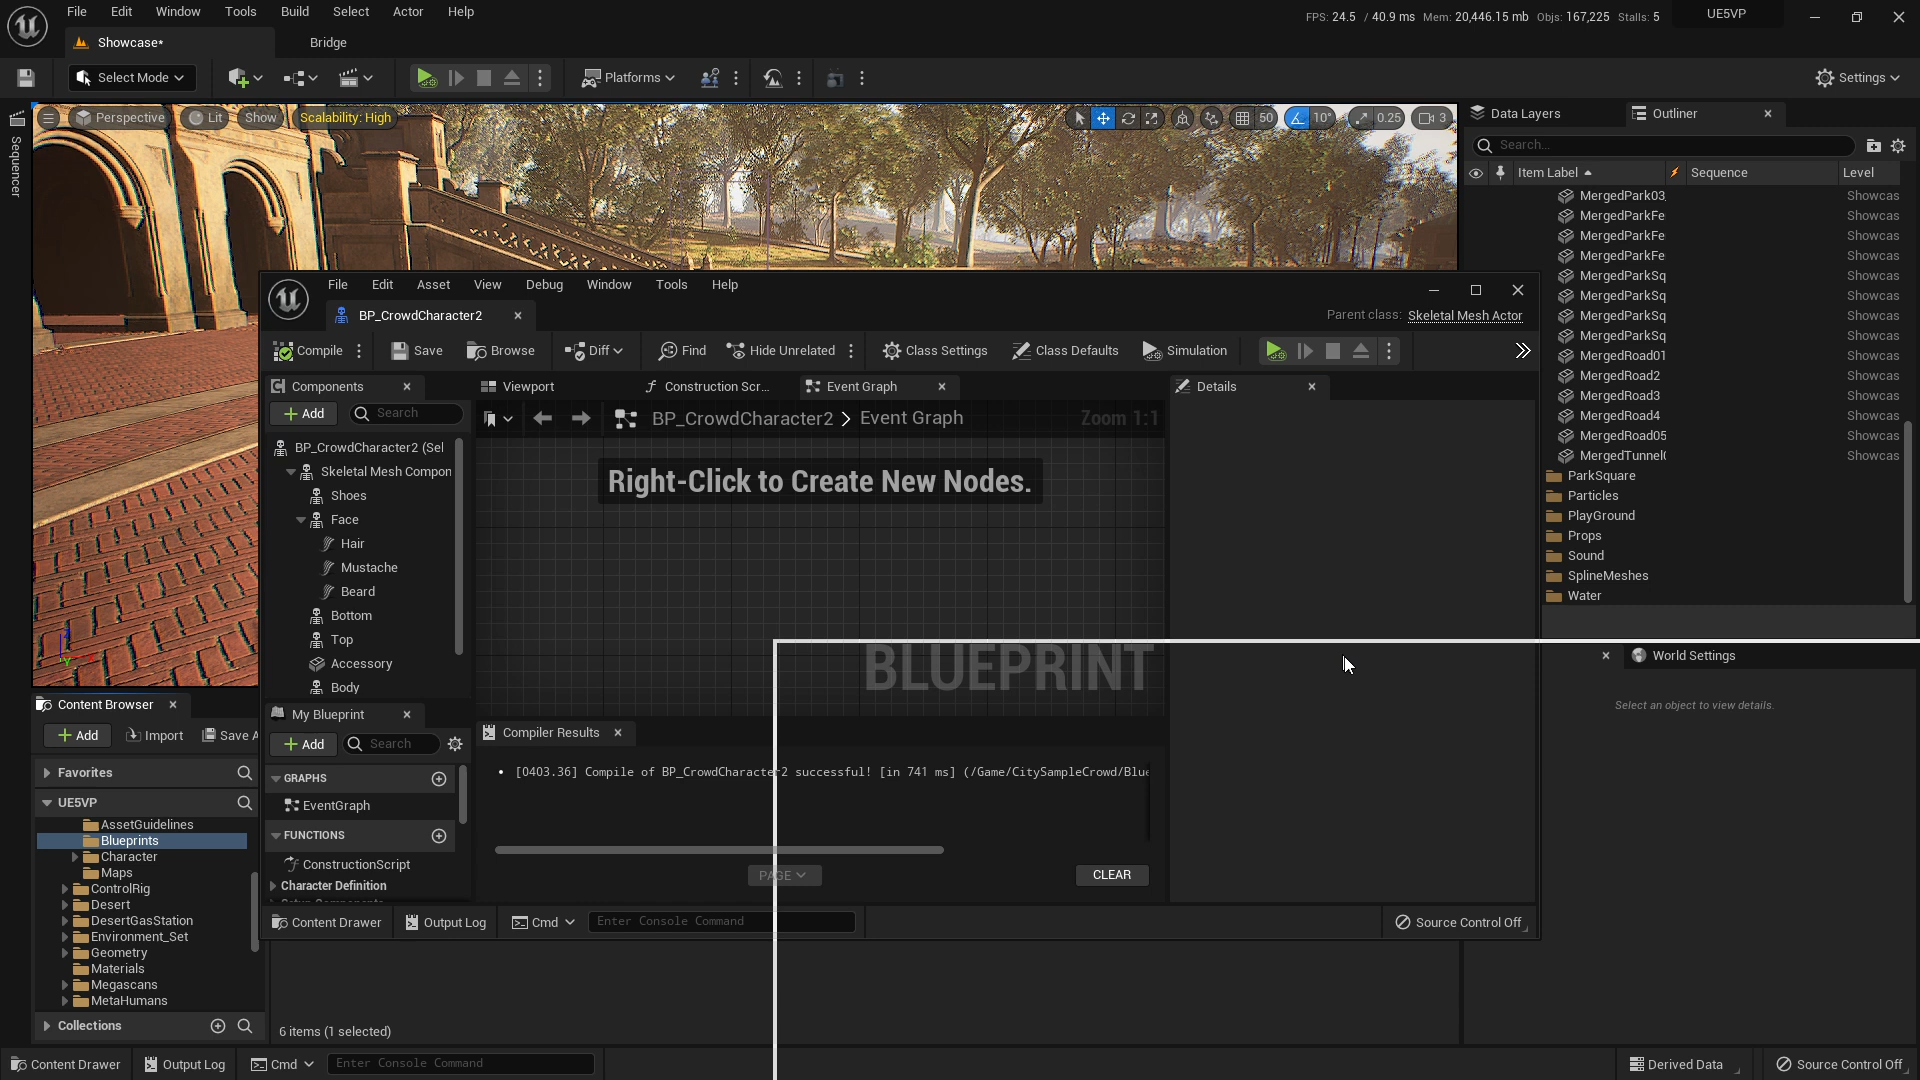 File Edit Window Tools Build Select Actor Help
FPS: 24.5 / 40.9 ms Mem: 20,446.15 mb Objs: 167,225 Stalls: 5
UE5VP
Showcase*
Bridge
Select Mode
Platforms
Settings
Sequencer
Perspective
Lit
Show
Scalability: High
50
10°
0.25
3
Data Layers
Outliner
Search...
Item Label
Sequence
Level
MergedPark03 Showcas
MergedParkFe Showcas
MergedParkFe Showcas
MergedParkFe Showcas
MergedParkSq Showcas
MergedParkSq Showcas
MergedParkSq Showcas
MergedParkSq Showcas
MergedRoad01 Showcas
MergedRoad2 Showcas
MergedRoad3 Showcas
MergedRoad4 Showcas
MergedRoad05 Showcas
MergedTunnel Showcas
ParkSquare
Particles
PlayGround
Props
Sound
SplineMeshes
Water
World Settings
Select an object to view details.
File Edit Asset View Debug Window Tools Help
BP_CrowdCharacter2
Parent class: Skeletal Mesh Actor
Compile
Save
Browse
Diff
Find
Hide Unrelated
Class Settings
Class Defaults
Simulation
Components
Add
Search
BP_CrowdCharacter2 (Sel
Skeletal Mesh Compon
Shoes
Face
Hair
Mustache
Beard
Bottom
Top
Accessory
Body
Viewport
Construction Scr...
Event Graph
BP_CrowdCharacter2 > Event Graph
Zoom 1:1
Right-Click to Create New Nodes.
BLUEPRINT
Details
My Blueprint
Add
Search
GRAPHS
EventGraph
FUNCTIONS
ConstructionScript
Character Definition
Compiler Results
[0403.36] Compile of BP_CrowdCharacter2 successful! [in 741 ms] (/Game/CitySampleCrowd/Blue
PAGE
CLEAR
Content Drawer
Output Log
Cmd
Enter Console Command
Source Control Off
Content Browser
Add
Import
Save A
Favorites
UE5VP
AssetGuidelines
Blueprints
Character
Maps
ControlRig
Desert
DesertGasStation
Environment_Set
Geometry
Materials
Megascans
MetaHumans
Collections
6 items (1 selected)
Content Drawer
Output Log
Cmd
Enter Console Command
Derived Data
Source Control Off